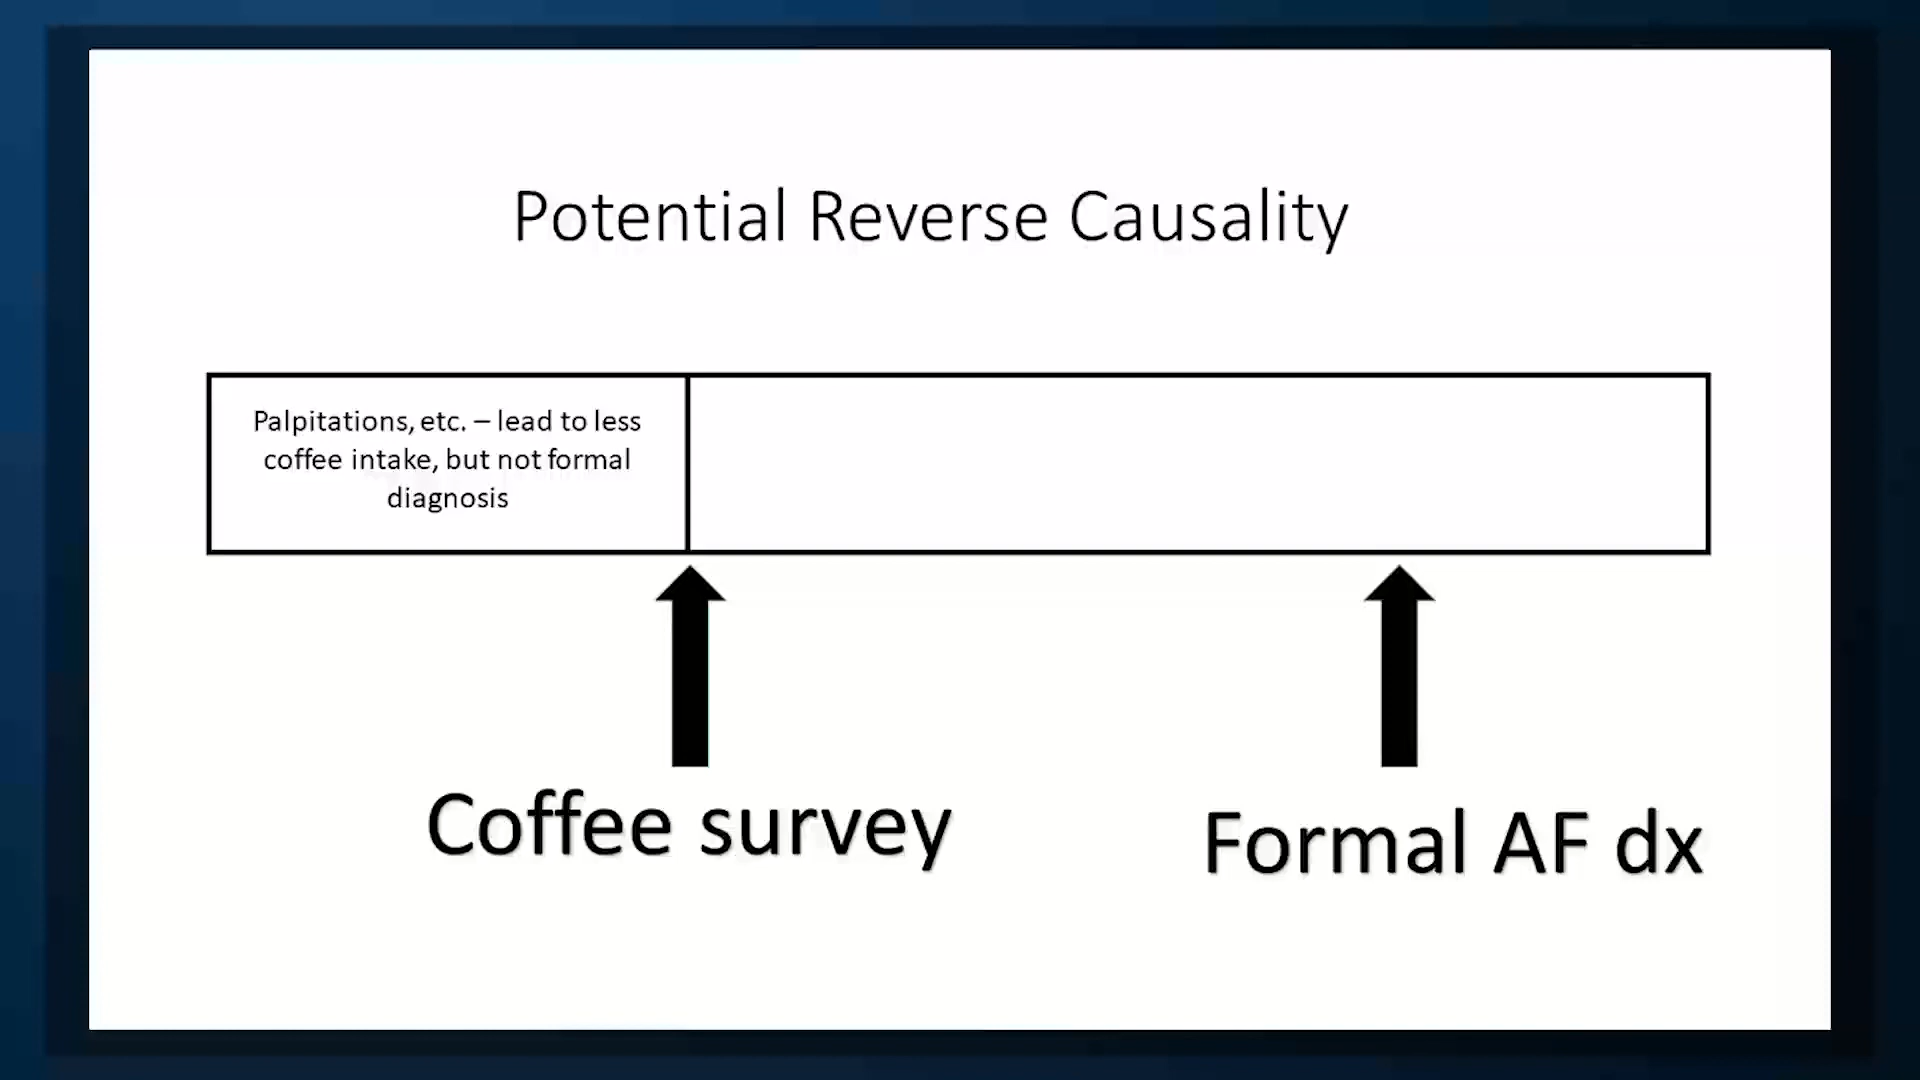 Potential Reverse Causality
Palpitations, etc. – lead to less
coffee intake, but not formal
diagnosis
Coffee survey
Formal AF dx